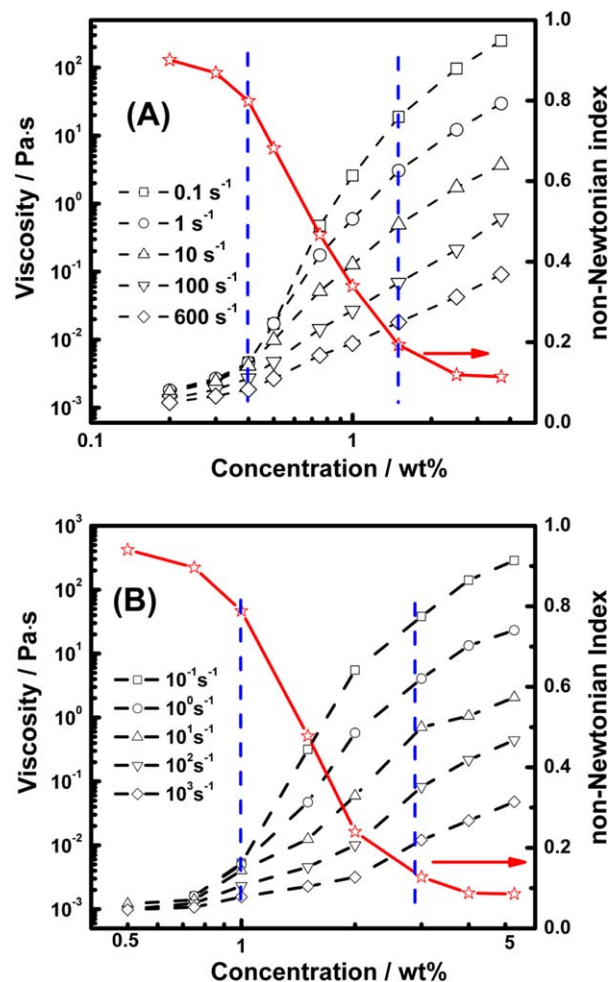 (A)
Viscosity / Pa·s
10²
10¹
10⁰
10⁻¹
10⁻²
10⁻³
0.1 s⁻¹
1 s⁻¹
10 s⁻¹
100 s⁻¹
600 s⁻¹
1.0
0.8
0.6
0.4
0.2
0.0
non-Newtonian index
0.1
1
Concentration / wt%
(B)
Viscosity / Pa·s
10³
10²
10¹
10⁰
10⁻¹
10⁻²
10⁻³
10⁻¹s⁻¹
10⁰s⁻¹
10¹s⁻¹
10²s⁻¹
10³s⁻¹
1.0
0.8
0.6
0.4
0.2
0.0
non-Newtonian Index
0.5
1
5
Concentration / wt%